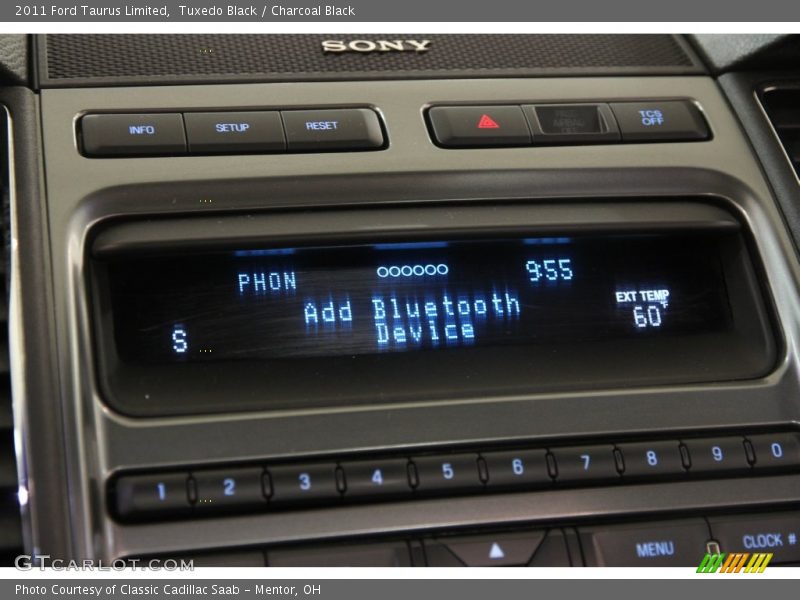 2011 Ford Taurus Limited, Tuxedo Black / Charcoal Black
SONY
INFO SETUP RESET TCS OFF
PHON 9:55
Add Bluetooth
Device
EXT TEMP
60°F
S
1 2 3 4 5 6 7 8 9 0
MENU CLOCK #
GTCARLOT.COM
Photo Courtesy of Classic Cadillac Saab - Mentor, OH